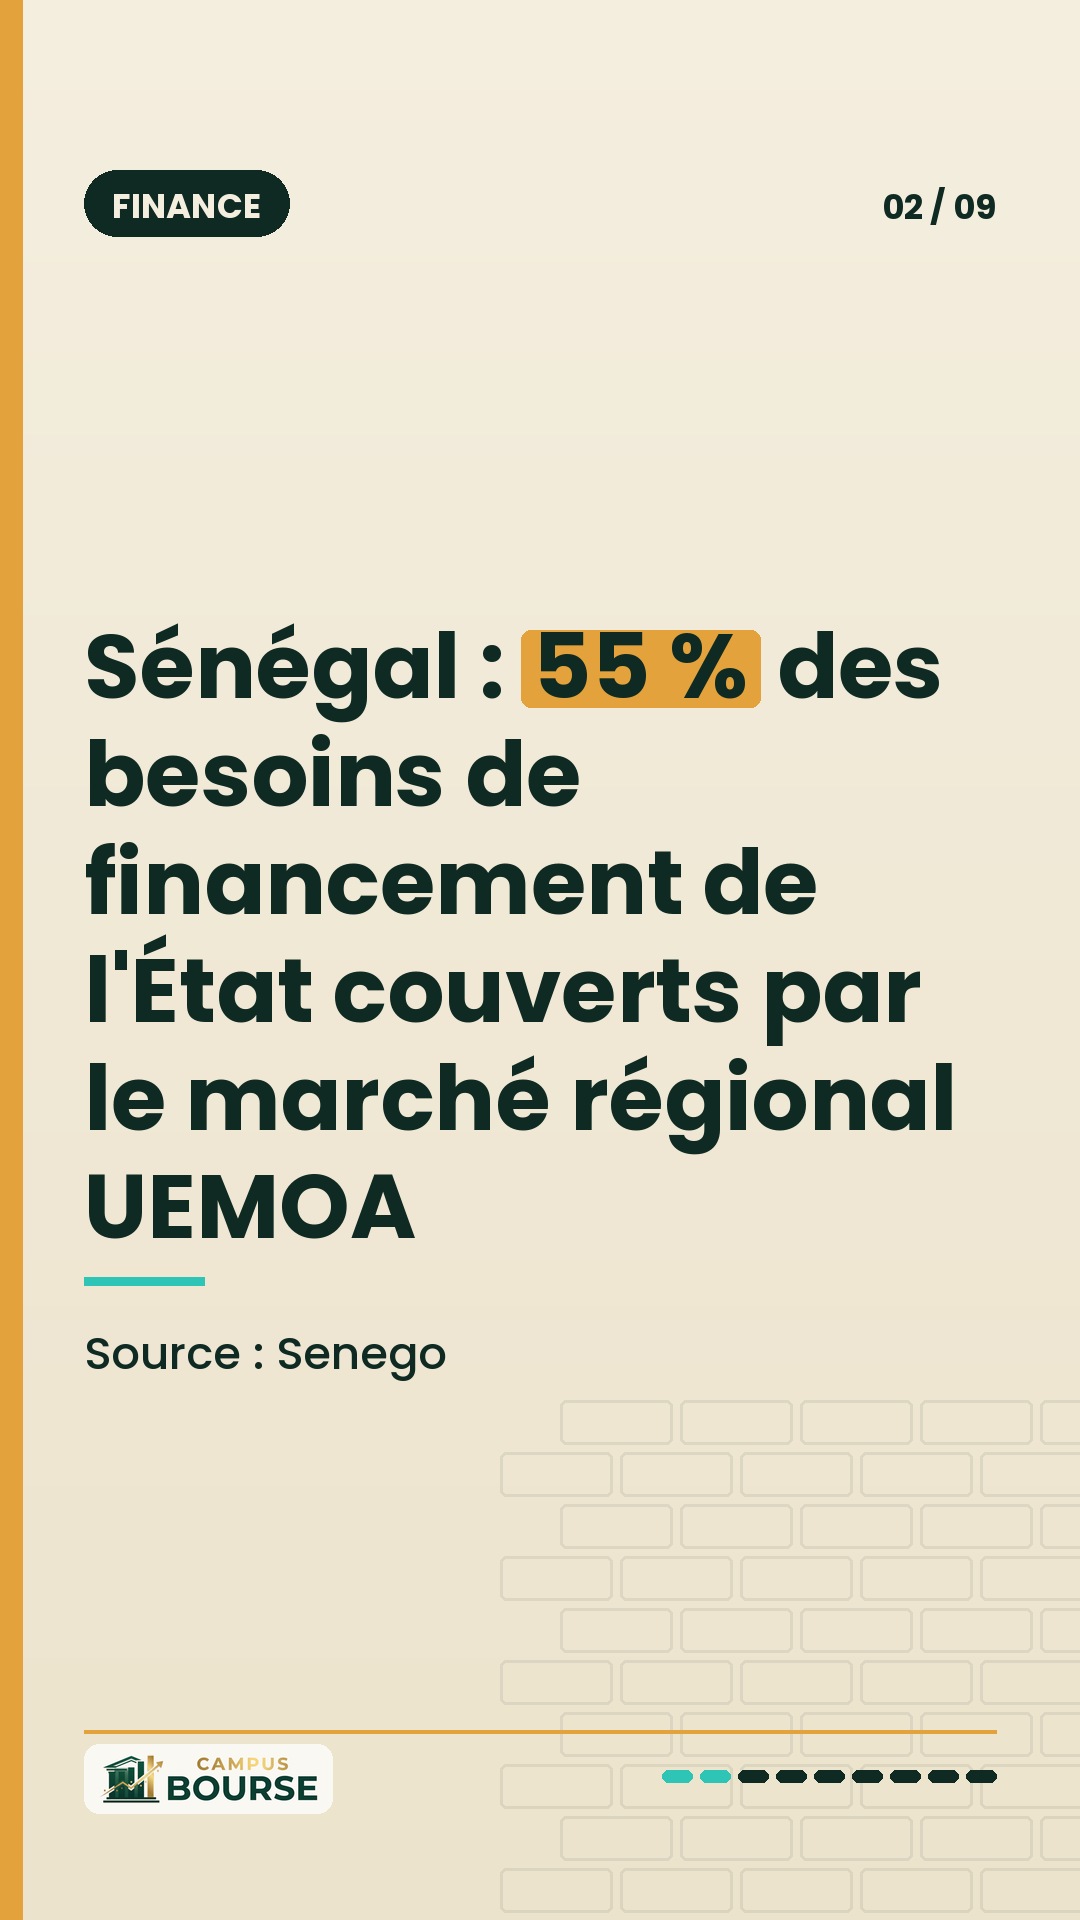 FINANCE
02 / 09
Sénégal : 55 % des
besoins de
financement de
l'État couverts par
le marché régional
UEMOA
Source : Senego
CAMPUS
BOURSE